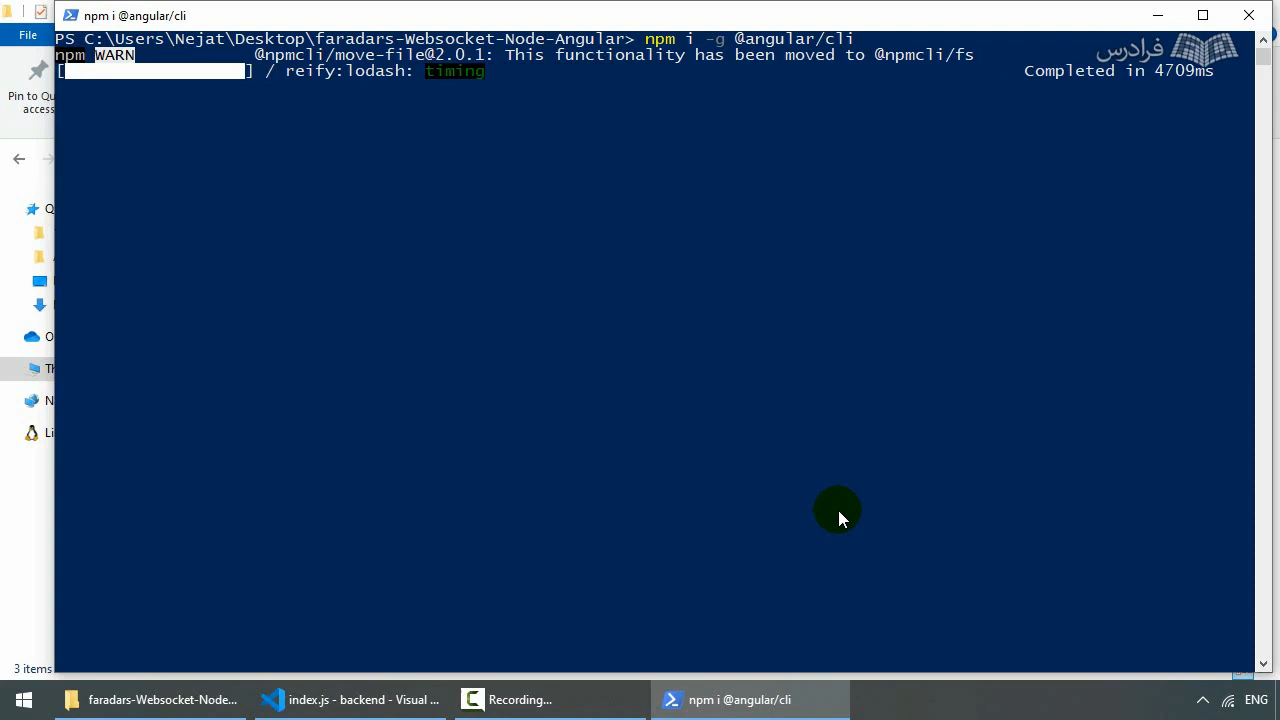 npm i @angular/cli
File
PS C:\Users\Nejat\Desktop\faradars-Websocket-Node-Angular> npm i -g @angular/cli
npm WARN @npmcli/move-file@2.0.1: This functionality has been moved to @npmcli/fs
[ ] / reify:lodash: timing Completed in 4709ms
فرادرس
Pin to Qu
access
Q
O
Th
N
Li
3 items
faradars-Websocket-Node...
index.js - backend - Visual ...
Recording...
npm i @angular/cli
ENG